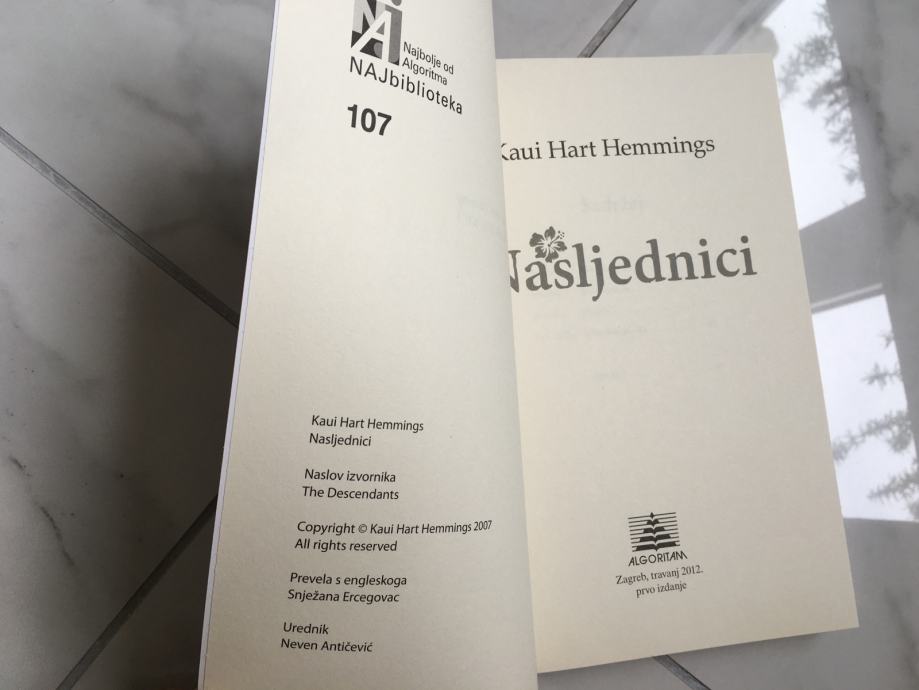 Najbolje od
Algoritma
NAJbiblioteka
107
Kaui Hart Hemmings
Nasljednici
Naslov izvornika
The Descendants
Copyright © Kaui Hart Hemmings 2007
All rights reserved
Prevela s engleskoga
Snježana Ercegovac
Urednik
Neven Antičević
Kaui Hart Hemmings
Nasljednici
ALGORITAM
Zagreb, travanj 2012.
prvo izdanje